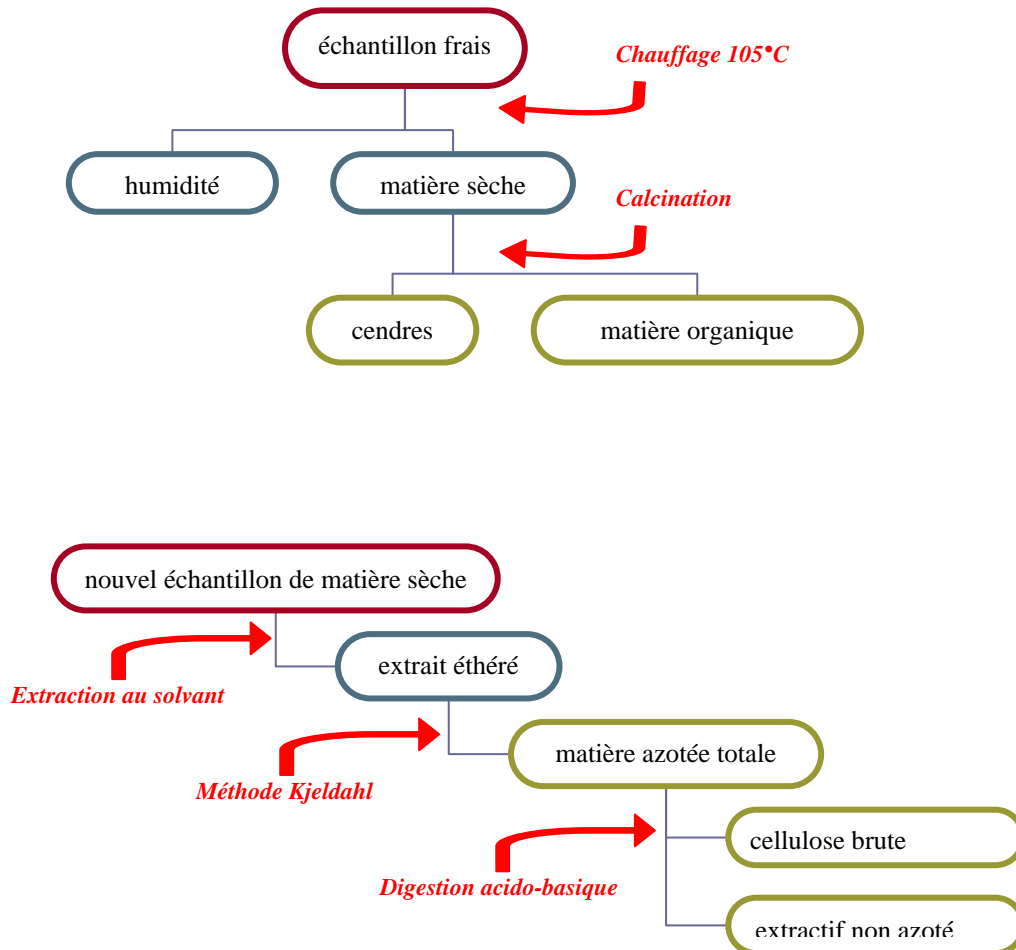 échantillon frais
Chauffage 105°C
humidité
matière sèche
Calcination
cendres
matière organique
nouvel échantillon de matière sèche
extrait éthéré
Extraction au solvant
matière azotée totale
Méthode Kjeldahl
cellulose brute
Digestion acido-basique
extractif non azoté